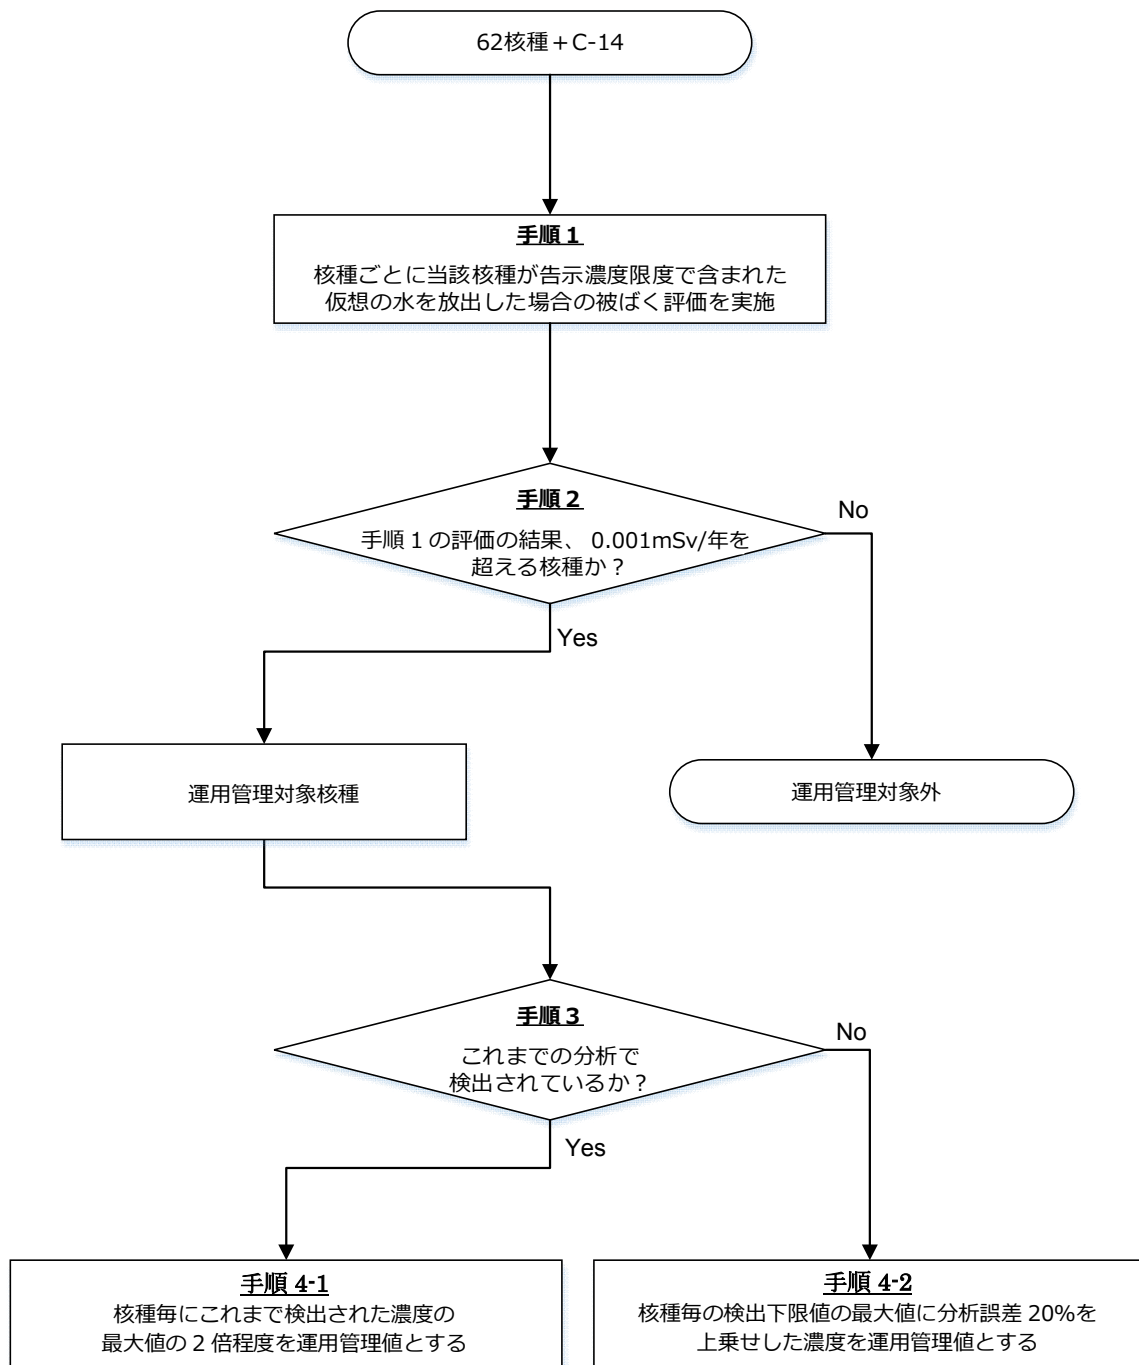 62核種+C-14
手順1
核種ごとに当該核種が告示濃度限度で含まれた
仮想の水を放出した場合の被ばく評価を実施
手順2
手順1の評価の結果、0.001mSv/年を
超える核種か?
No
Yes
運用管理対象核種
運用管理対象外
手順3
これまでの分析で
検出されているか?
No
Yes
手順 4-1
核種毎にこれまで検出された濃度の
最大値の2倍程度を運用管理値とする
手順 4-2
核種毎の検出下限値の最大値に分析誤差20%を
上乗せした濃度を運用管理値とする